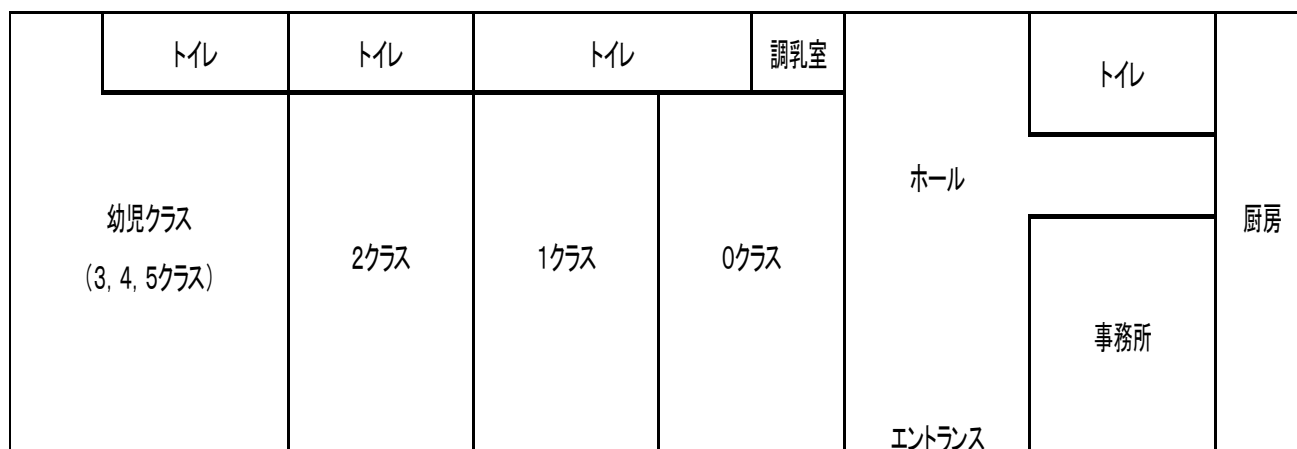 トイレ
トイレ
トイレ
調乳室
トイレ
ホール
幼児クラス
（3, 4, 5クラス）
2クラス
1クラス
0クラス
厨房
事務所
エントランス